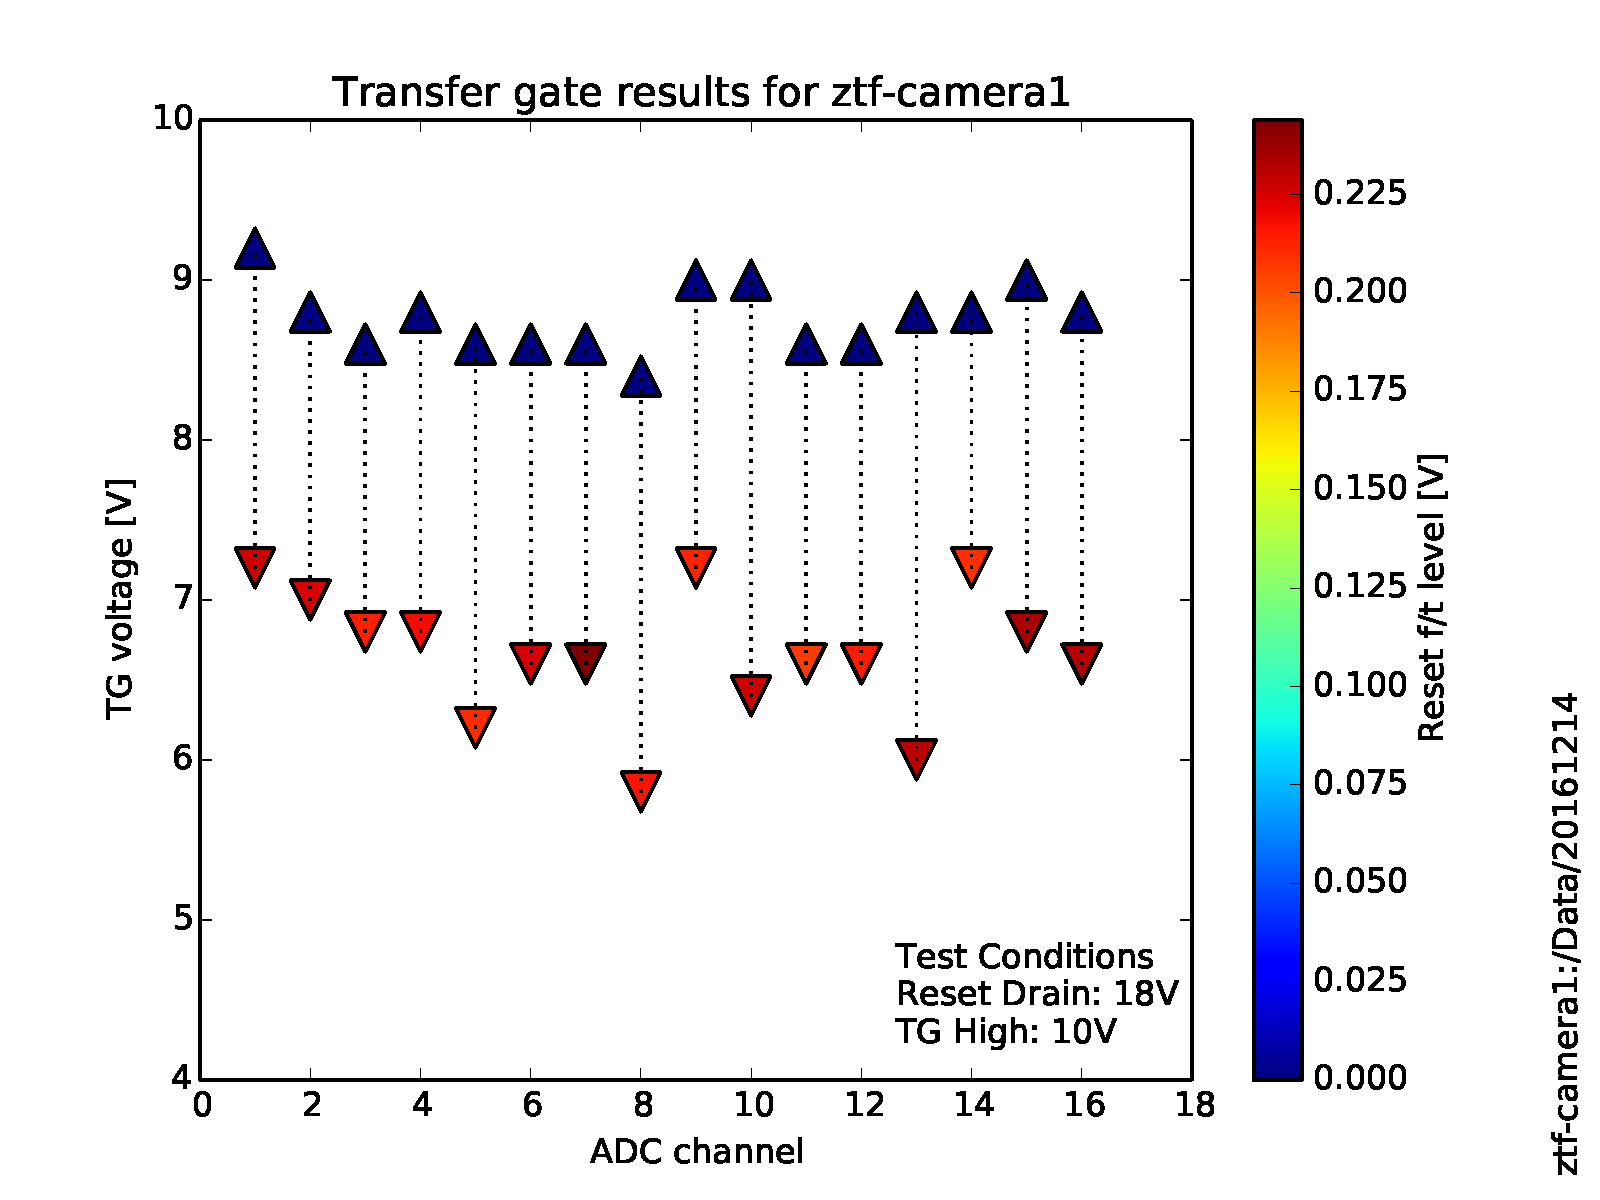 Transfer gate results for ztf-camera1
10
9
8
7
6
5
4
TG voltage [V]
0 2 4 6 8 10 12 14 16 18
ADC channel
Test Conditions
Reset Drain: 18V
TG High: 10V
0.225
0.200
0.175
0.150
0.125
0.100
0.075
0.050
0.025
0.000
Reset f/t level [V]
ztf-camera1:/Data/20161214